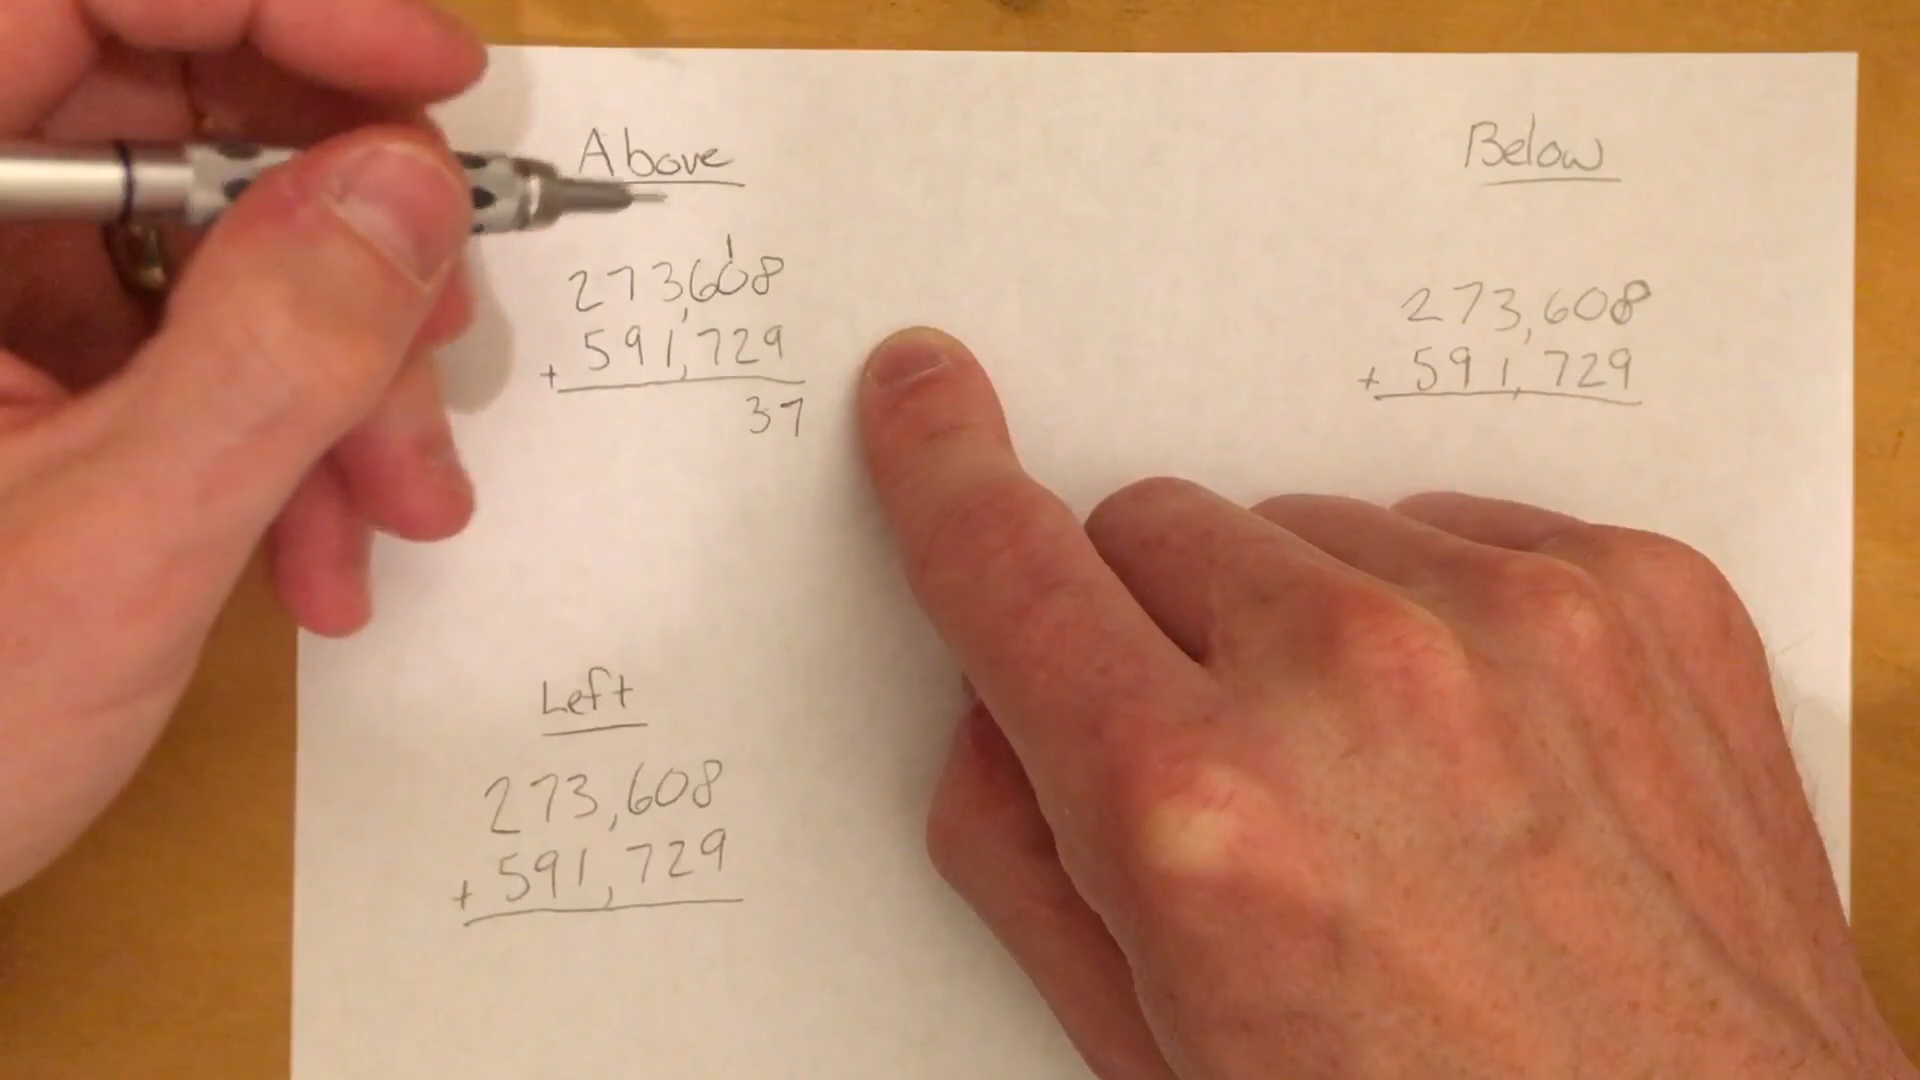 Above
1
273,608
+ 591,729
37
Below
273,608
+ 591,729
Left
273,608
+ 591,729